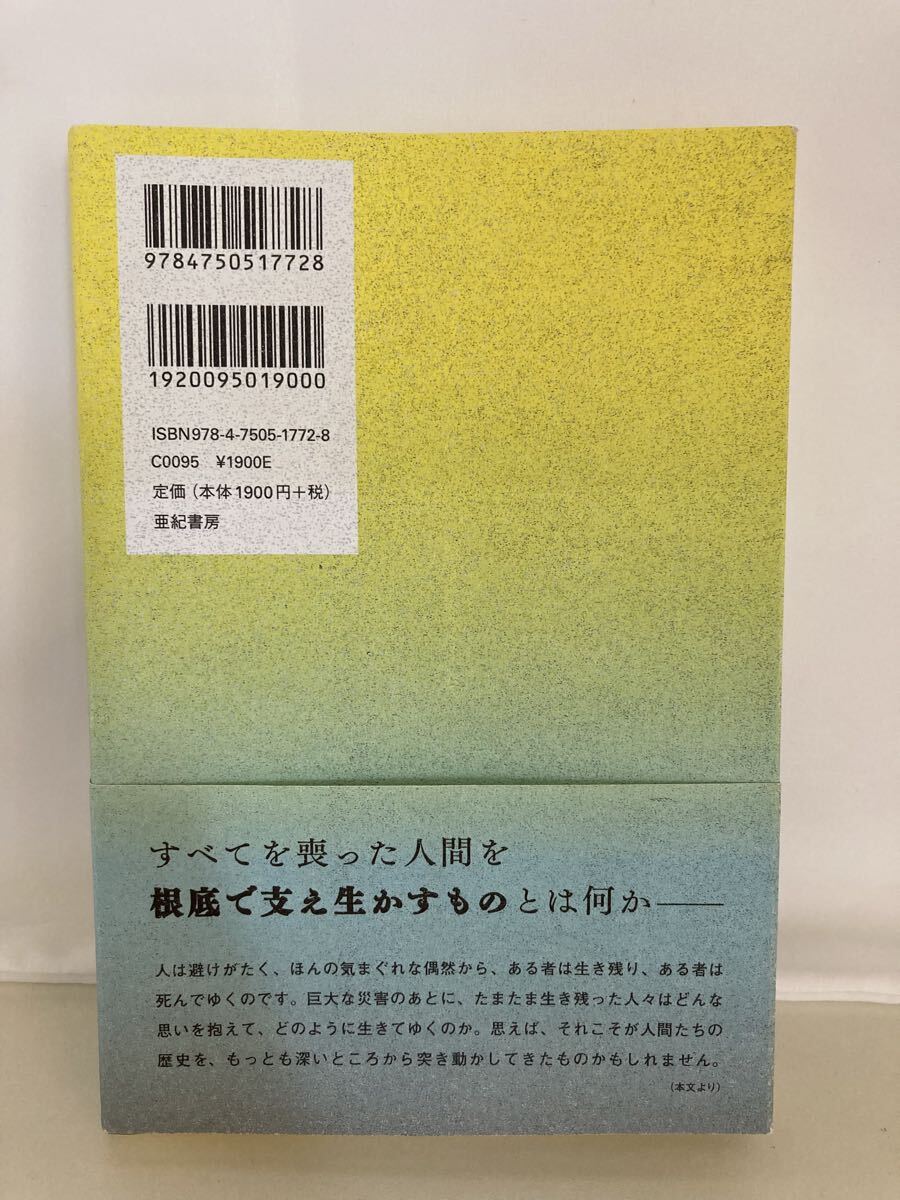 9784750517728
1920095019000
ISBN978-4-7505-1772-8
C0095 ¥1900E
定価（本体1900円＋税）
亜紀書房
すべてを喪った人間を
根底で支え生かすものとは何か――
人は避けがたく、ほんの気まぐれな偶然から、ある者は生き残り、ある者は
死んでゆくのです。巨大な災害のあとに、たまたま生き残った人々はどんな
思いを抱えて、どのように生きてゆくのか。思えば、それこそが人間たちの
歴史を、もっとも深いところから突き動かしてきたものかもしれません。
（本文より）